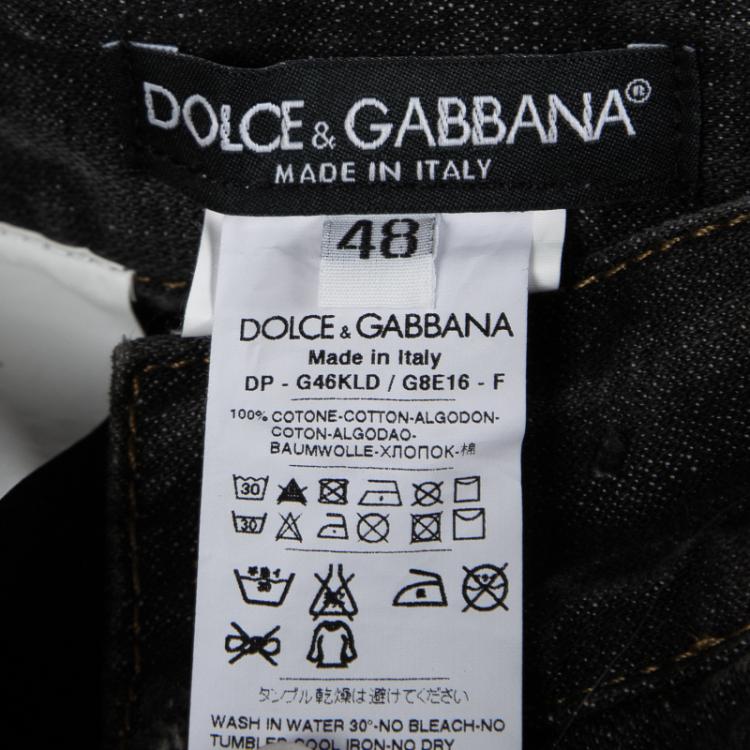 DOLCE & GABBANA®
MADE IN ITALY
48
DOLCE & GABBANA
Made in Italy
DP - G46KLD / G8E16 - F
100% COTONE-COTTON-ALGODON-
COTON-ALGODAO-
BAUMWOLLE-ХЛОПОК-棉
30
30
30
タンブル乾燥は避けてください
WASH IN WATER 30°-NO BLEACH-NO
TUMBLE COOL IRON-NO DRY